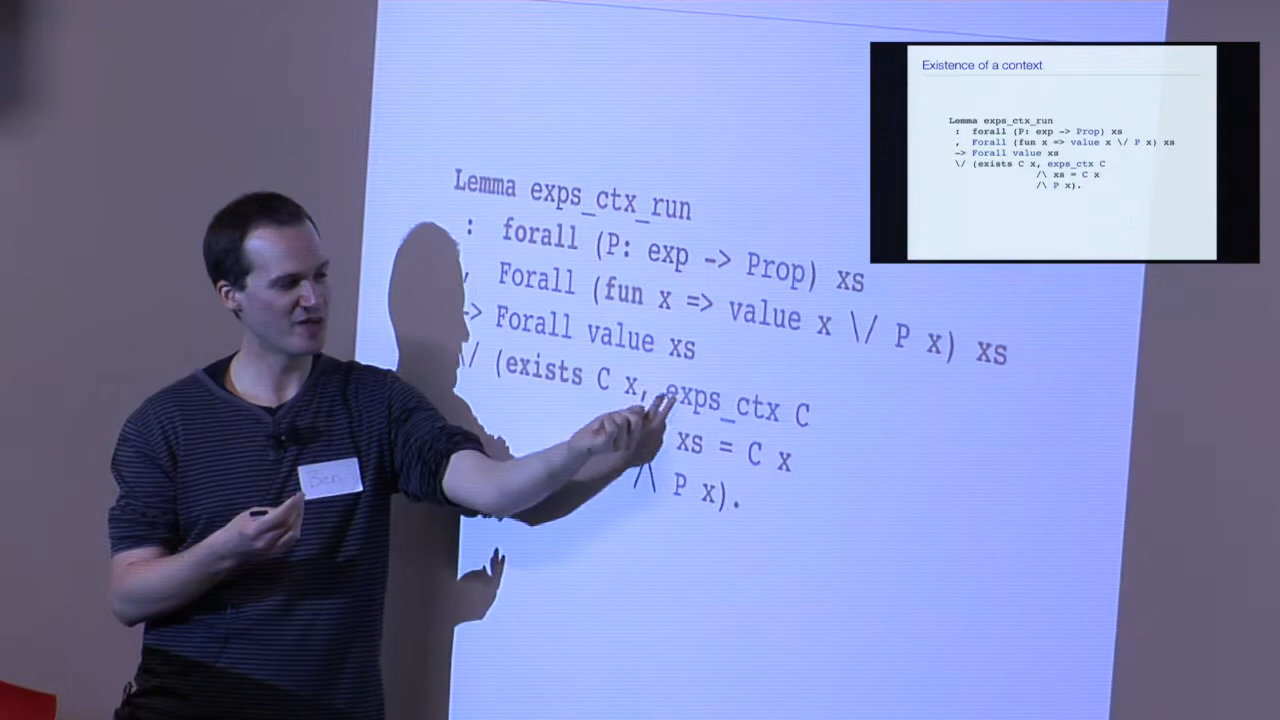 Lemma exps_ctx_run
: forall (P: exp -> Prop) xs
, Forall (fun x => value x \/ P x) xs
-> Forall value xs
\/ (exists C x, exps_ctx C
xs = C x
/\ P x).
Ben
Existence of a context
Lemma exps_ctx_run
: forall (P: exp -> Prop) xs
, Forall (fun x => value x \/ P x) xs
-> Forall value xs
\/ (exists C x, exps_ctx C
/\ xs = C x
/\ P x).